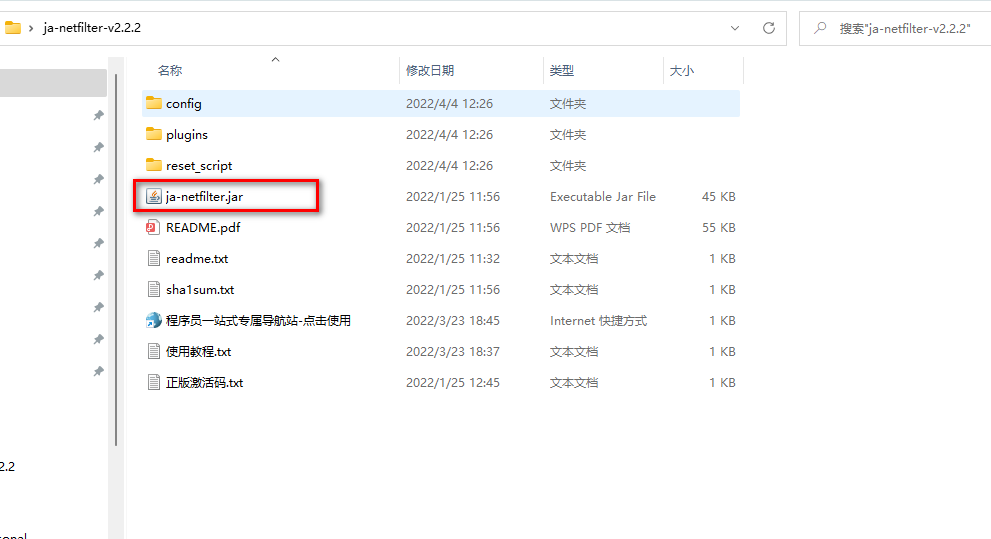 ja-netfilter-v2.2.2
搜索"ja-netfilter-v2.2.2"
名称 修改日期 类型 大小
config 2022/4/4 12:26 文件夹
plugins 2022/4/4 12:26 文件夹
reset_script 2022/4/4 12:26 文件夹
ja-netfilter.jar 2022/1/25 11:56 Executable Jar File 45 KB
README.pdf 2022/1/25 11:56 WPS PDF 文档 55 KB
readme.txt 2022/1/25 11:32 文本文档 1 KB
sha1sum.txt 2022/1/25 11:56 文本文档 1 KB
程序员一站式专属导航站-点击使用 2022/3/23 18:45 Internet 快捷方式 1 KB
使用教程.txt 2022/3/23 18:37 文本文档 1 KB
正版激活码.txt 2022/1/25 12:45 文本文档 1 KB
2.2